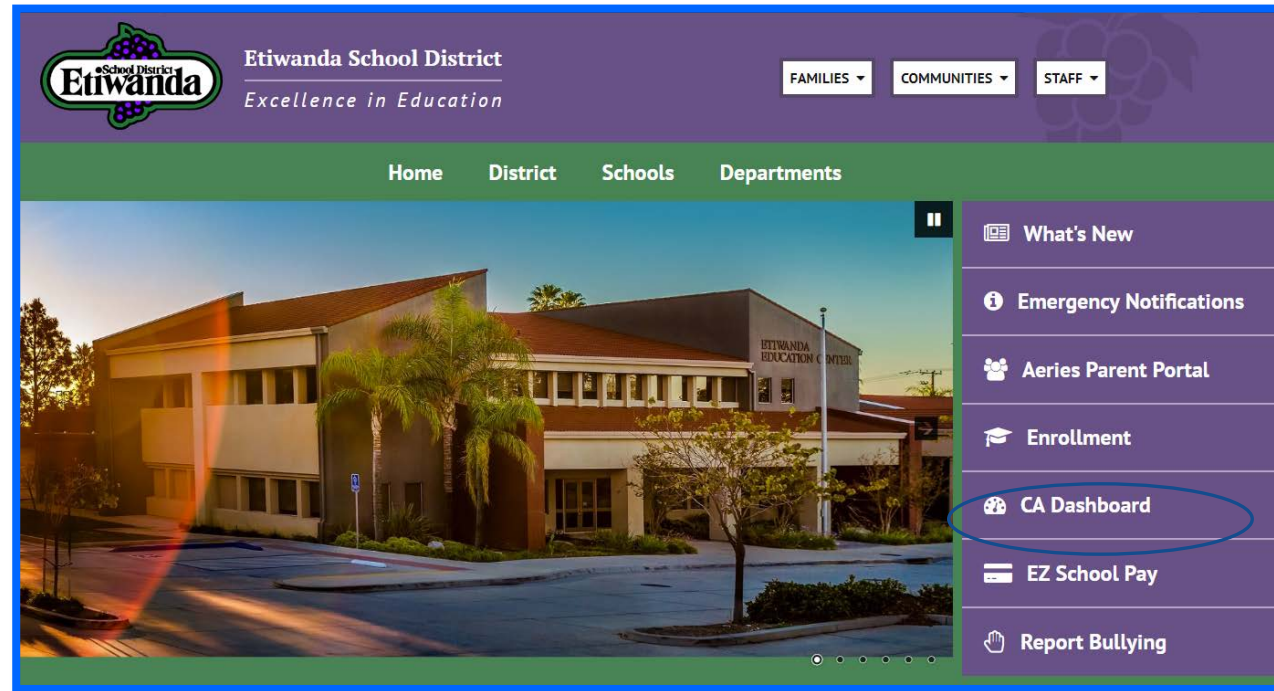 School District
Etiwanda
Etiwanda School District
Excellence in Education
FAMILIES
COMMUNITIES
STAFF
Home District Schools Departments
What's New
Emergency Notifications
Aeries Parent Portal
Enrollment
CA Dashboard
EZ School Pay
Report Bullying
ETIWANDA
EDUCATION CENTER